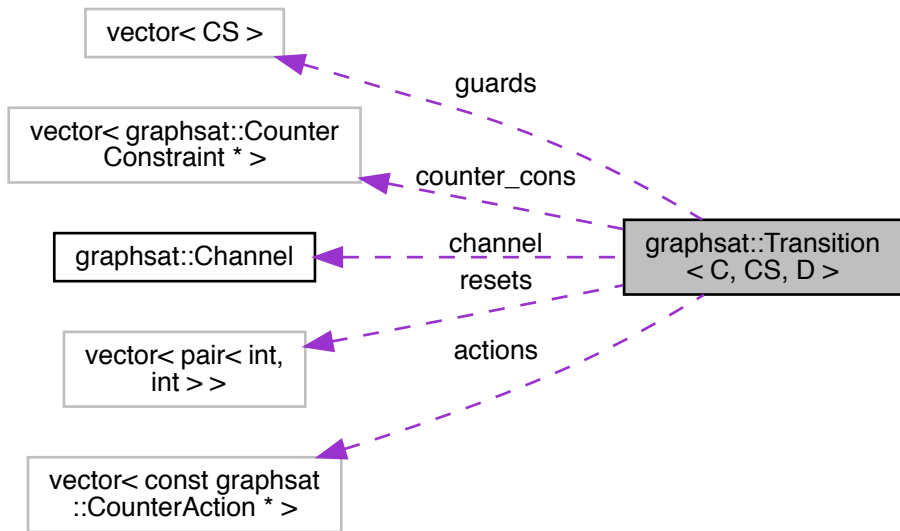 vector< CS >
guards
vector< graphsat::Counter
Constraint * >
counter_cons
graphsat::Transition
< C, CS, D >
channel
graphsat::Channel
resets
vector< pair< int,
int > >
actions
vector< const graphsat
::CounterAction * >